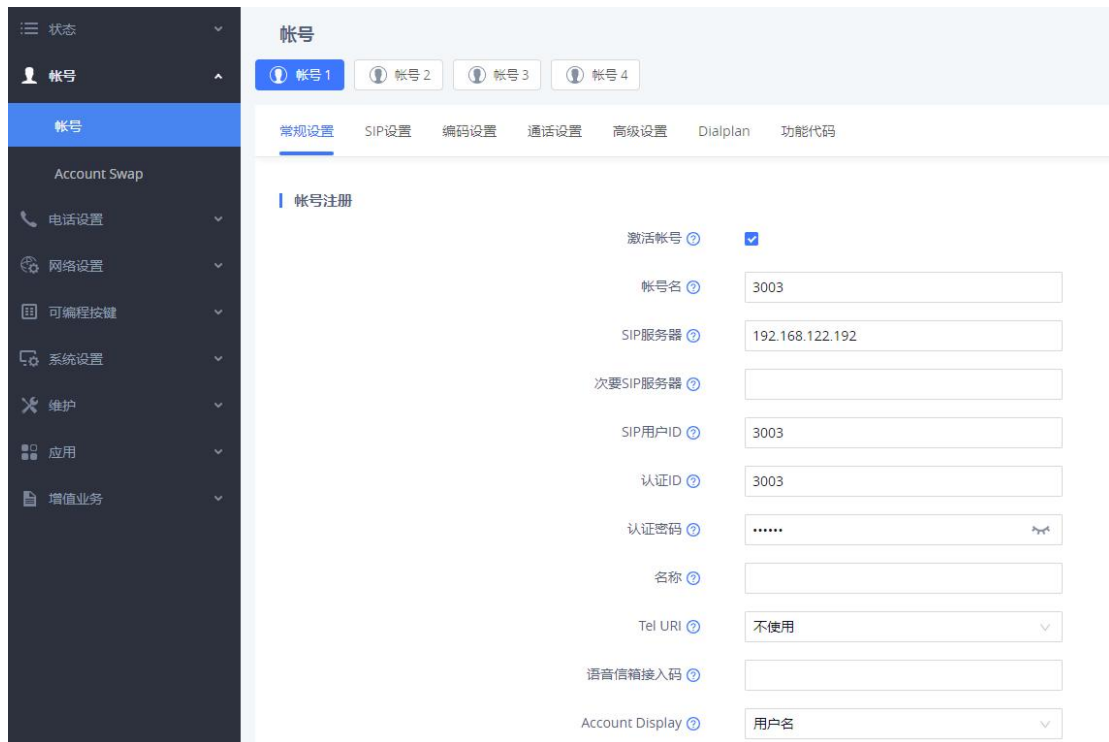 状态
帐号
帐号
Account Swap
电话设置
网络设置
可编程按键
系统设置
维护
应用
增值业务
帐号
帐号 1 帐号 2 帐号 3 帐号 4
常规设置 SIP设置 编码设置 通话设置 高级设置 Dialplan 功能代码
帐号注册
激活帐号
帐号名 3003
SIP服务器 192.168.122.192
次要SIP服务器
SIP用户ID 3003
认证ID 3003
认证密码 ••••••
名称
Tel URI 不使用
语音信箱接入码
Account Display 用户名